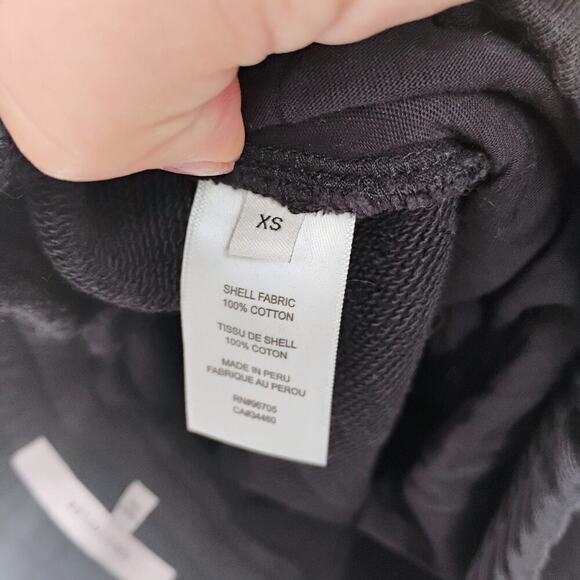 XS
SHELL FABRIC
100% COTTON
TISSU DE SHELL
100% COTON
MADE IN PERU
FABRIQUE AU PEROU
RN#96705
CA#34460